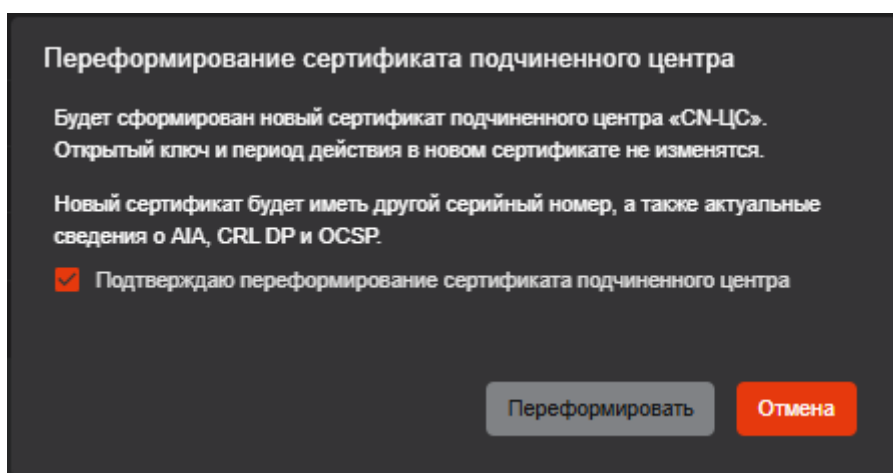 Переформирование сертификата подчиненного центра
Будет сформирован новый сертификат подчиненного центра «CN-ЦС».
Открытый ключ и период действия в новом сертификате не изменятся.
Новый сертификат будет иметь другой серийный номер, а также актуальные
сведения о AIA, CRL DP и OCSP.
Подтверждаю переформирование сертификата подчиненного центра
Переформировать
Отмена